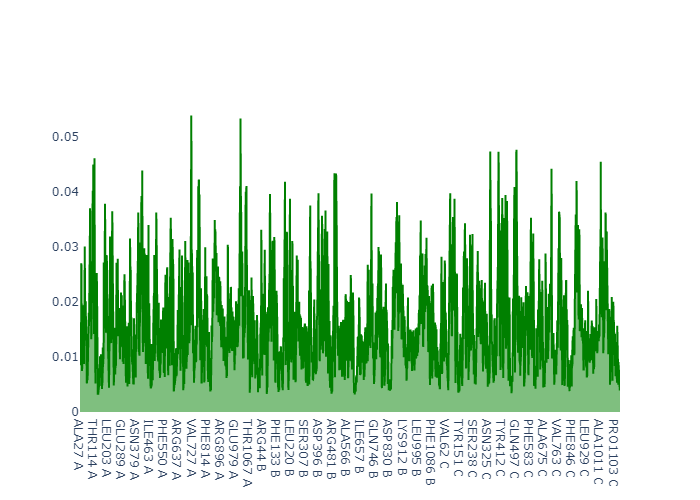 0.05
0.04
0.03
0.02
0.01
0
ALA27 A
THR114 A
LEU203 A
GLU289 A
ASN379 A
ILE463 A
PHE550 A
ARG637 A
VAL727 A
PHE814 A
ARG896 A
GLU979 A
THR1067 A
ARG44 B
PHE133 B
LEU220 B
SER307 B
ASP396 B
ARG481 B
ALA566 B
ILE657 B
GLN746 B
ASP830 B
LYS912 B
LEU995 B
PHE1086 B
VAL62 C
TYR151 C
SER238 C
ASN325 C
TYR412 C
GLN497 C
PHE583 C
ALA675 C
VAL763 C
PHE846 C
LEU929 C
ALA1011 C
PRO1103 C